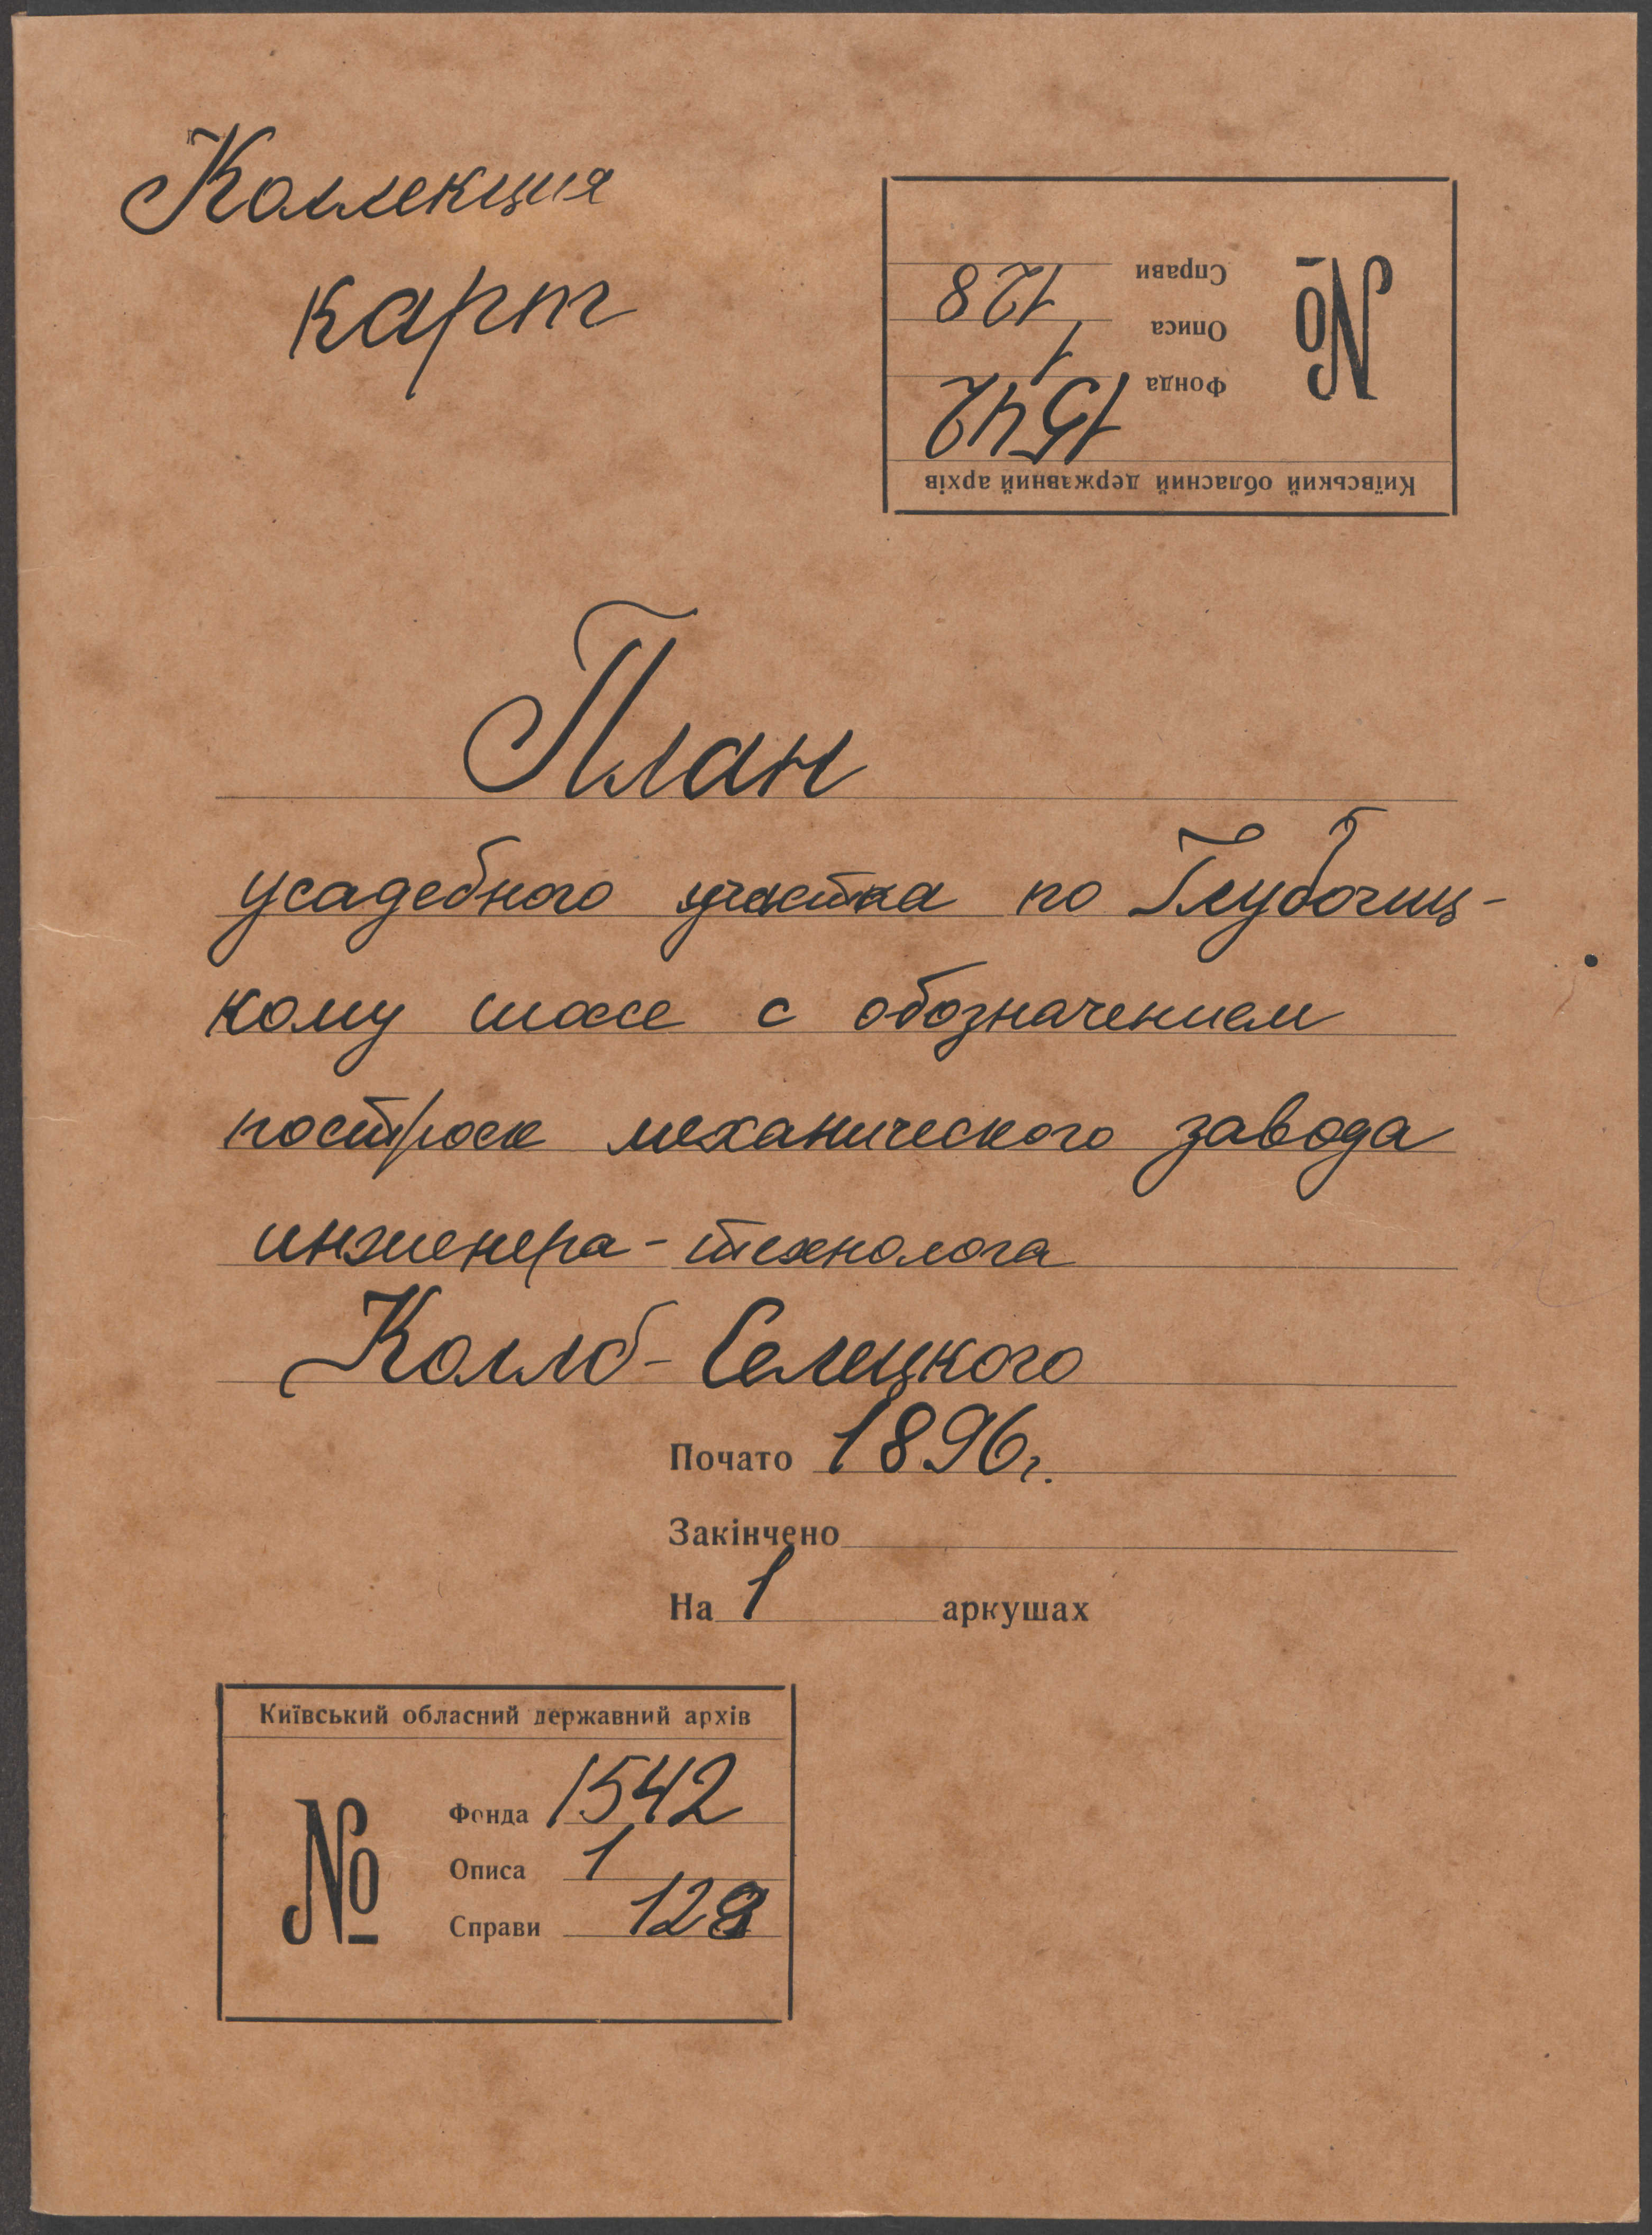 Коллекция
карт
Київський обласний державний архів
№
Фонда 1542
Описа 1
Справи 128
План
усадебного участка по Глубочиц-
кому шоссе с обозначением
построек механического завода
инженера-технолога
Колло-Селецкого
Почато 1896г.
Закінчено
На 1 аркушах
Київський обласний державний архів
№
Фонда 1542
Описа 1
Справи 128